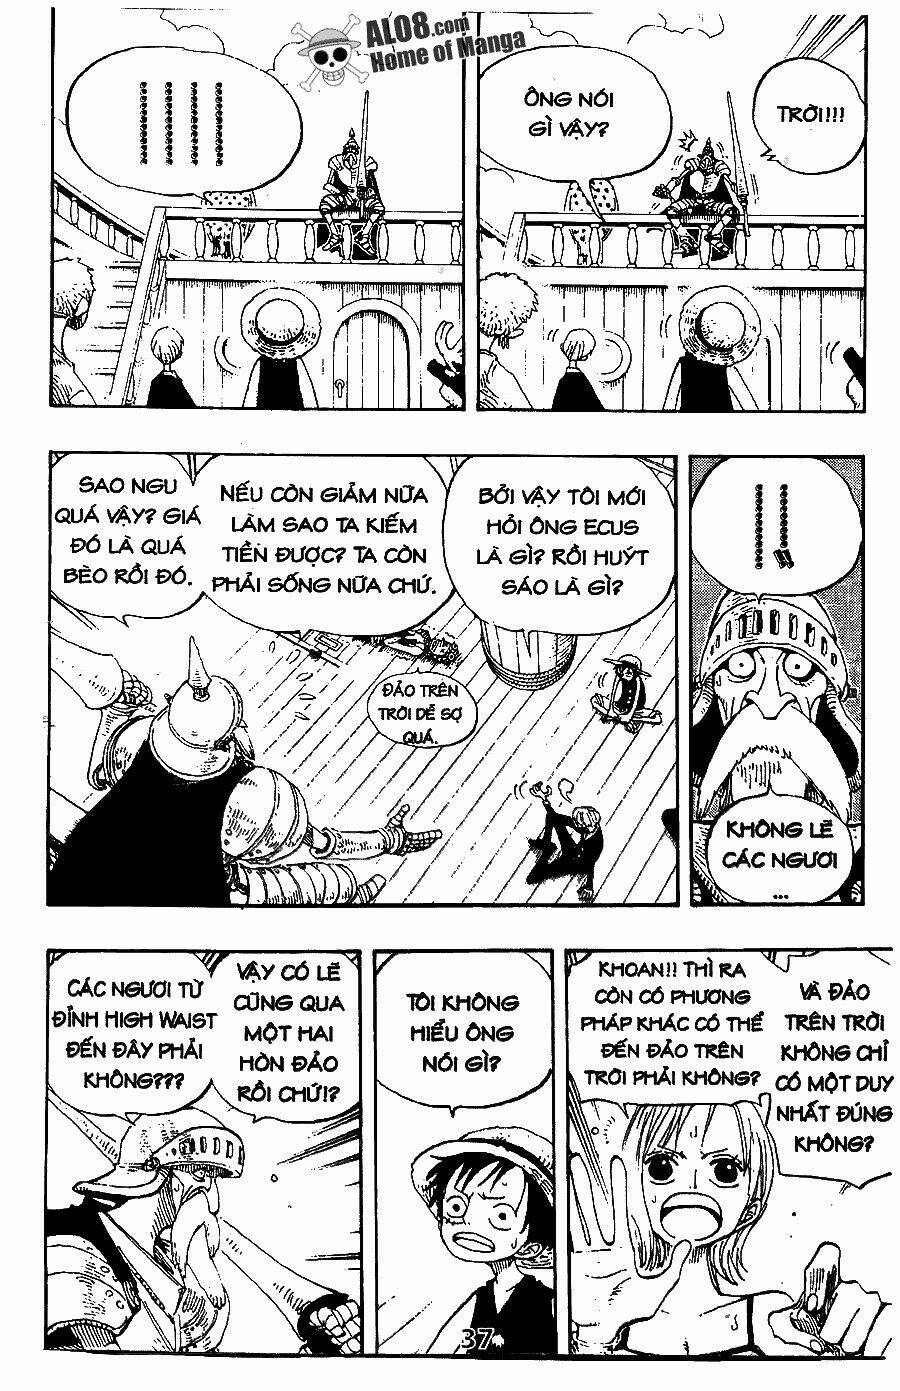 AL08.com
Home of Manga
TRỜI!!!
ÔNG NÓI
GÌ VẬY?
BỞI VẬY TÔI MỚI
HỎI ÔNG ECUS
LÀ GÌ? RỒI HUÝT
SÁO LÀ GÌ?
NẾU CÒN GIẢM NỮA
LÀM SAO TA KIẾM
TIỀN ĐƯỢC? TA CÒN
PHẢI SỐNG NỮA CHỨ.
SAO NGU
QUÁ VẬY? GIÁ
ĐÓ LÀ QUÁ
BÈO RỒI ĐÓ.
ĐẢO TRÊN
TRỜI DỄ SỢ
QUÁ.
!!
KHÔNG LẼ
CÁC NGƯƠI
...
VÀ ĐẢO
TRÊN TRỜI
KHÔNG CHỈ
CÓ MỘT DUY
NHẤT ĐÚNG
KHÔNG?
KHOAN!! THÌ RA
CÒN CÓ PHƯƠNG
PHÁP KHÁC CÓ THỂ
ĐẾN ĐẢO TRÊN
TRỜI PHẢI KHÔNG?
TÔI KHÔNG
HIỂU ÔNG
NÓI GÌ?
VẬY CÓ LẼ
CŨNG QUA
MỘT HAI
HÒN ĐẢO
RỒI CHỨ!?
CÁC NGƯƠI TỪ
ĐỈNH HIGH WAIST
ĐẾN ĐÂY PHẢI
KHÔNG???
37